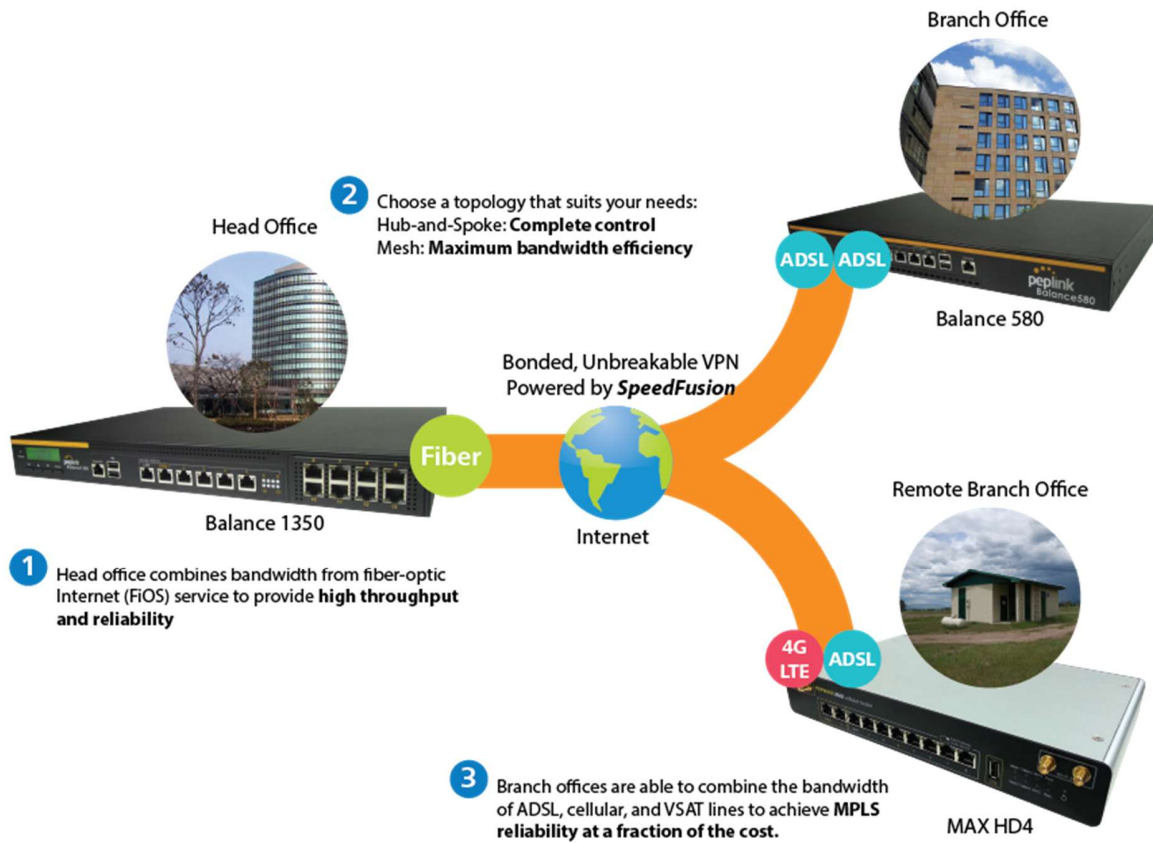 Branch Office
2
Choose a topology that suits your needs:
Hub-and-Spoke: Complete control
Mesh: Maximum bandwidth efficiency
Head Office
ADSL
ADSL
peplink
Balance580
Balance 580
Bonded, Unbreakable VPN
Powered by SpeedFusion
Fiber
peplink
Balance 1350
Internet
Remote Branch Office
1
Head office combines bandwidth from fiber-optic
Internet (FiOS) service to provide high throughput
and reliability
4G
LTE
ADSL
3
Branch offices are able to combine the bandwidth
of ADSL, cellular, and VSAT lines to achieve MPLS
reliability at a fraction of the cost.
MAX HD4